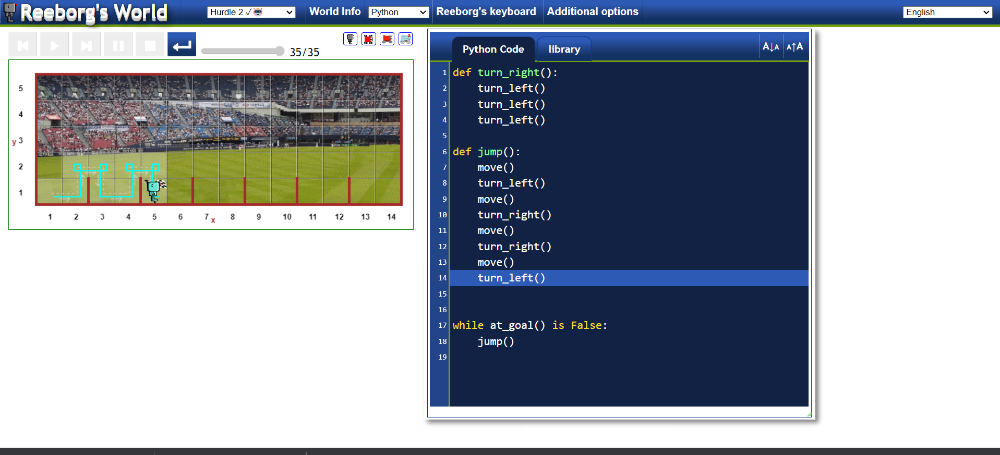 Reeborg's World
Hurdle 2 ✓
World Info
Python
Reeborg's keyboard
Additional options
English
35/35
5
4
y 3
2
1
1 2 3 4 5 6 7 x 8 9 10 11 12 13 14
Python Code
library
A↓A
A↑A
1 def turn_right():
2 turn_left()
3 turn_left()
4 turn_left()
5
6 def jump():
7 move()
8 turn_left()
9 move()
10 turn_right()
11 move()
12 turn_right()
13 move()
14 turn_left()
15
16
17 while at_goal() is False:
18 jump()
19